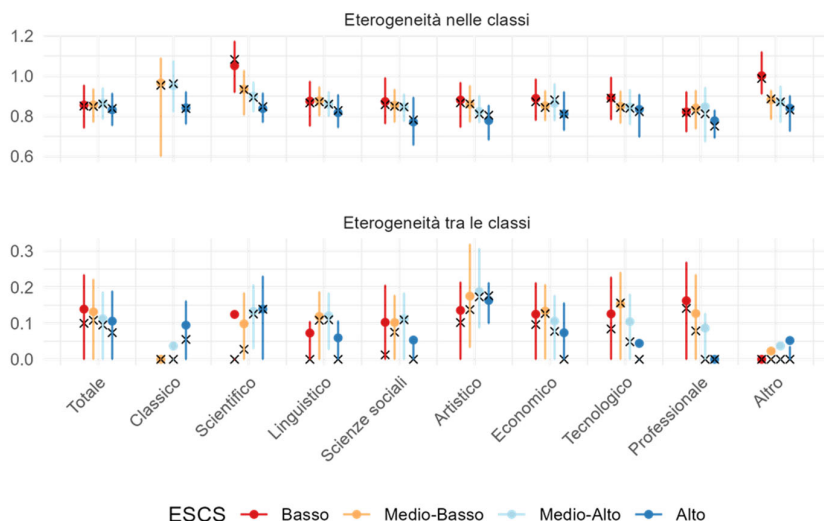 Eterogeneità nelle classi
1.2
1.0
0.8
0.6
Eterogeneità tra le classi
0.3
0.2
0.1
0.0
Totale
Classico
Scientifico
Linguistico
Scienze sociali
Artistico
Economico
Tecnologico
Professionale
Altro
ESCS Basso Medio-Basso Medio-Alto Alto